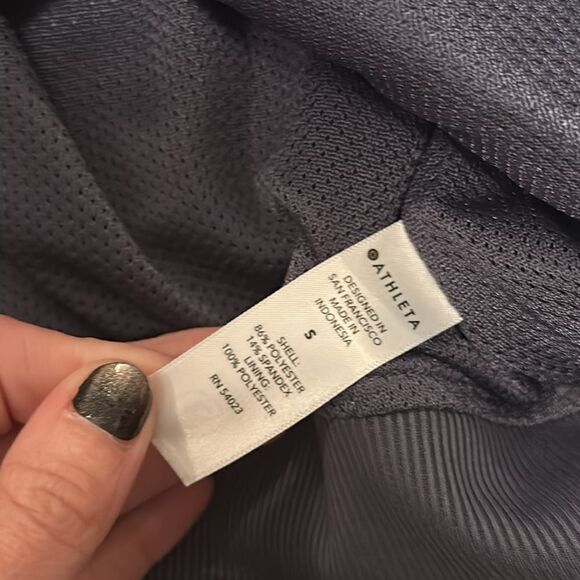 ATHLETA
DESIGNED IN
SAN FRANCISCO
MADE IN
INDONESIA
S
SHELL:
86% POLYESTER
14% SPANDEX
LINING:
100% POLYESTER
RN 54023